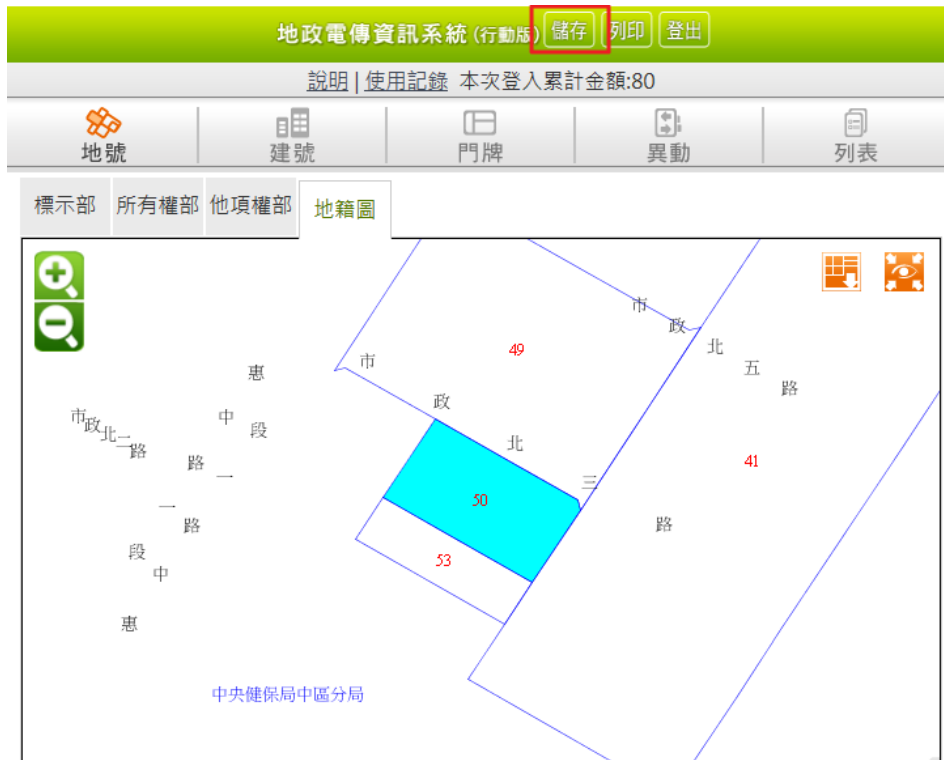 地政電傳資訊系統 (行動版) 儲存 列印 登出
說明 | 使用記錄 本次登入累計金額:80
地號 建號 門牌 異動 列表
標示部 所有權部 他項權部 地籍圖
市政北五路
49
市政北三路
惠中路一段
市政北二路
41
50
一段
路
中
惠
53
中央健保局中區分局